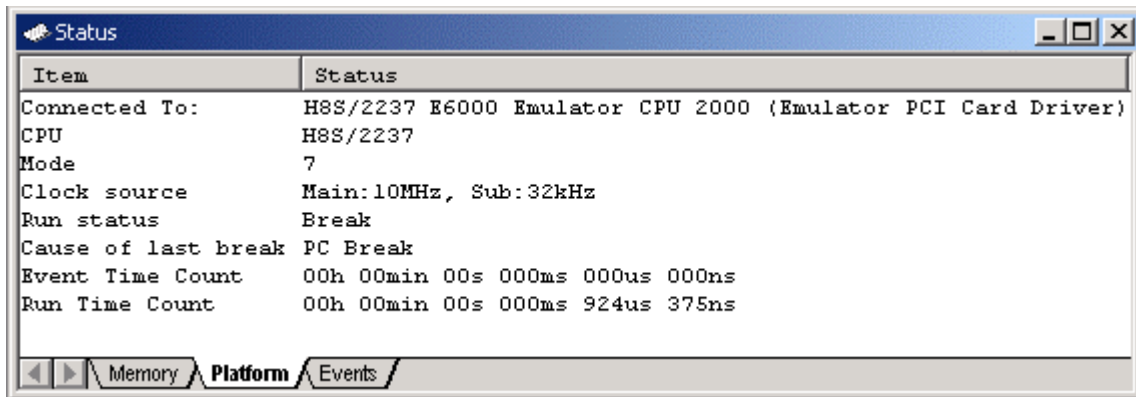 Status
Item Status
Connected To: H8S/2237 E6000 Emulator CPU 2000 (Emulator PCI Card Driver)
CPU H8S/2237
Mode 7
Clock source Main:10MHz, Sub:32kHz
Run status Break
Cause of last break PC Break
Event Time Count 00h 00min 00s 000ms 000us 000ns
Run Time Count 00h 00min 00s 000ms 924us 375ns
Memory Platform Events